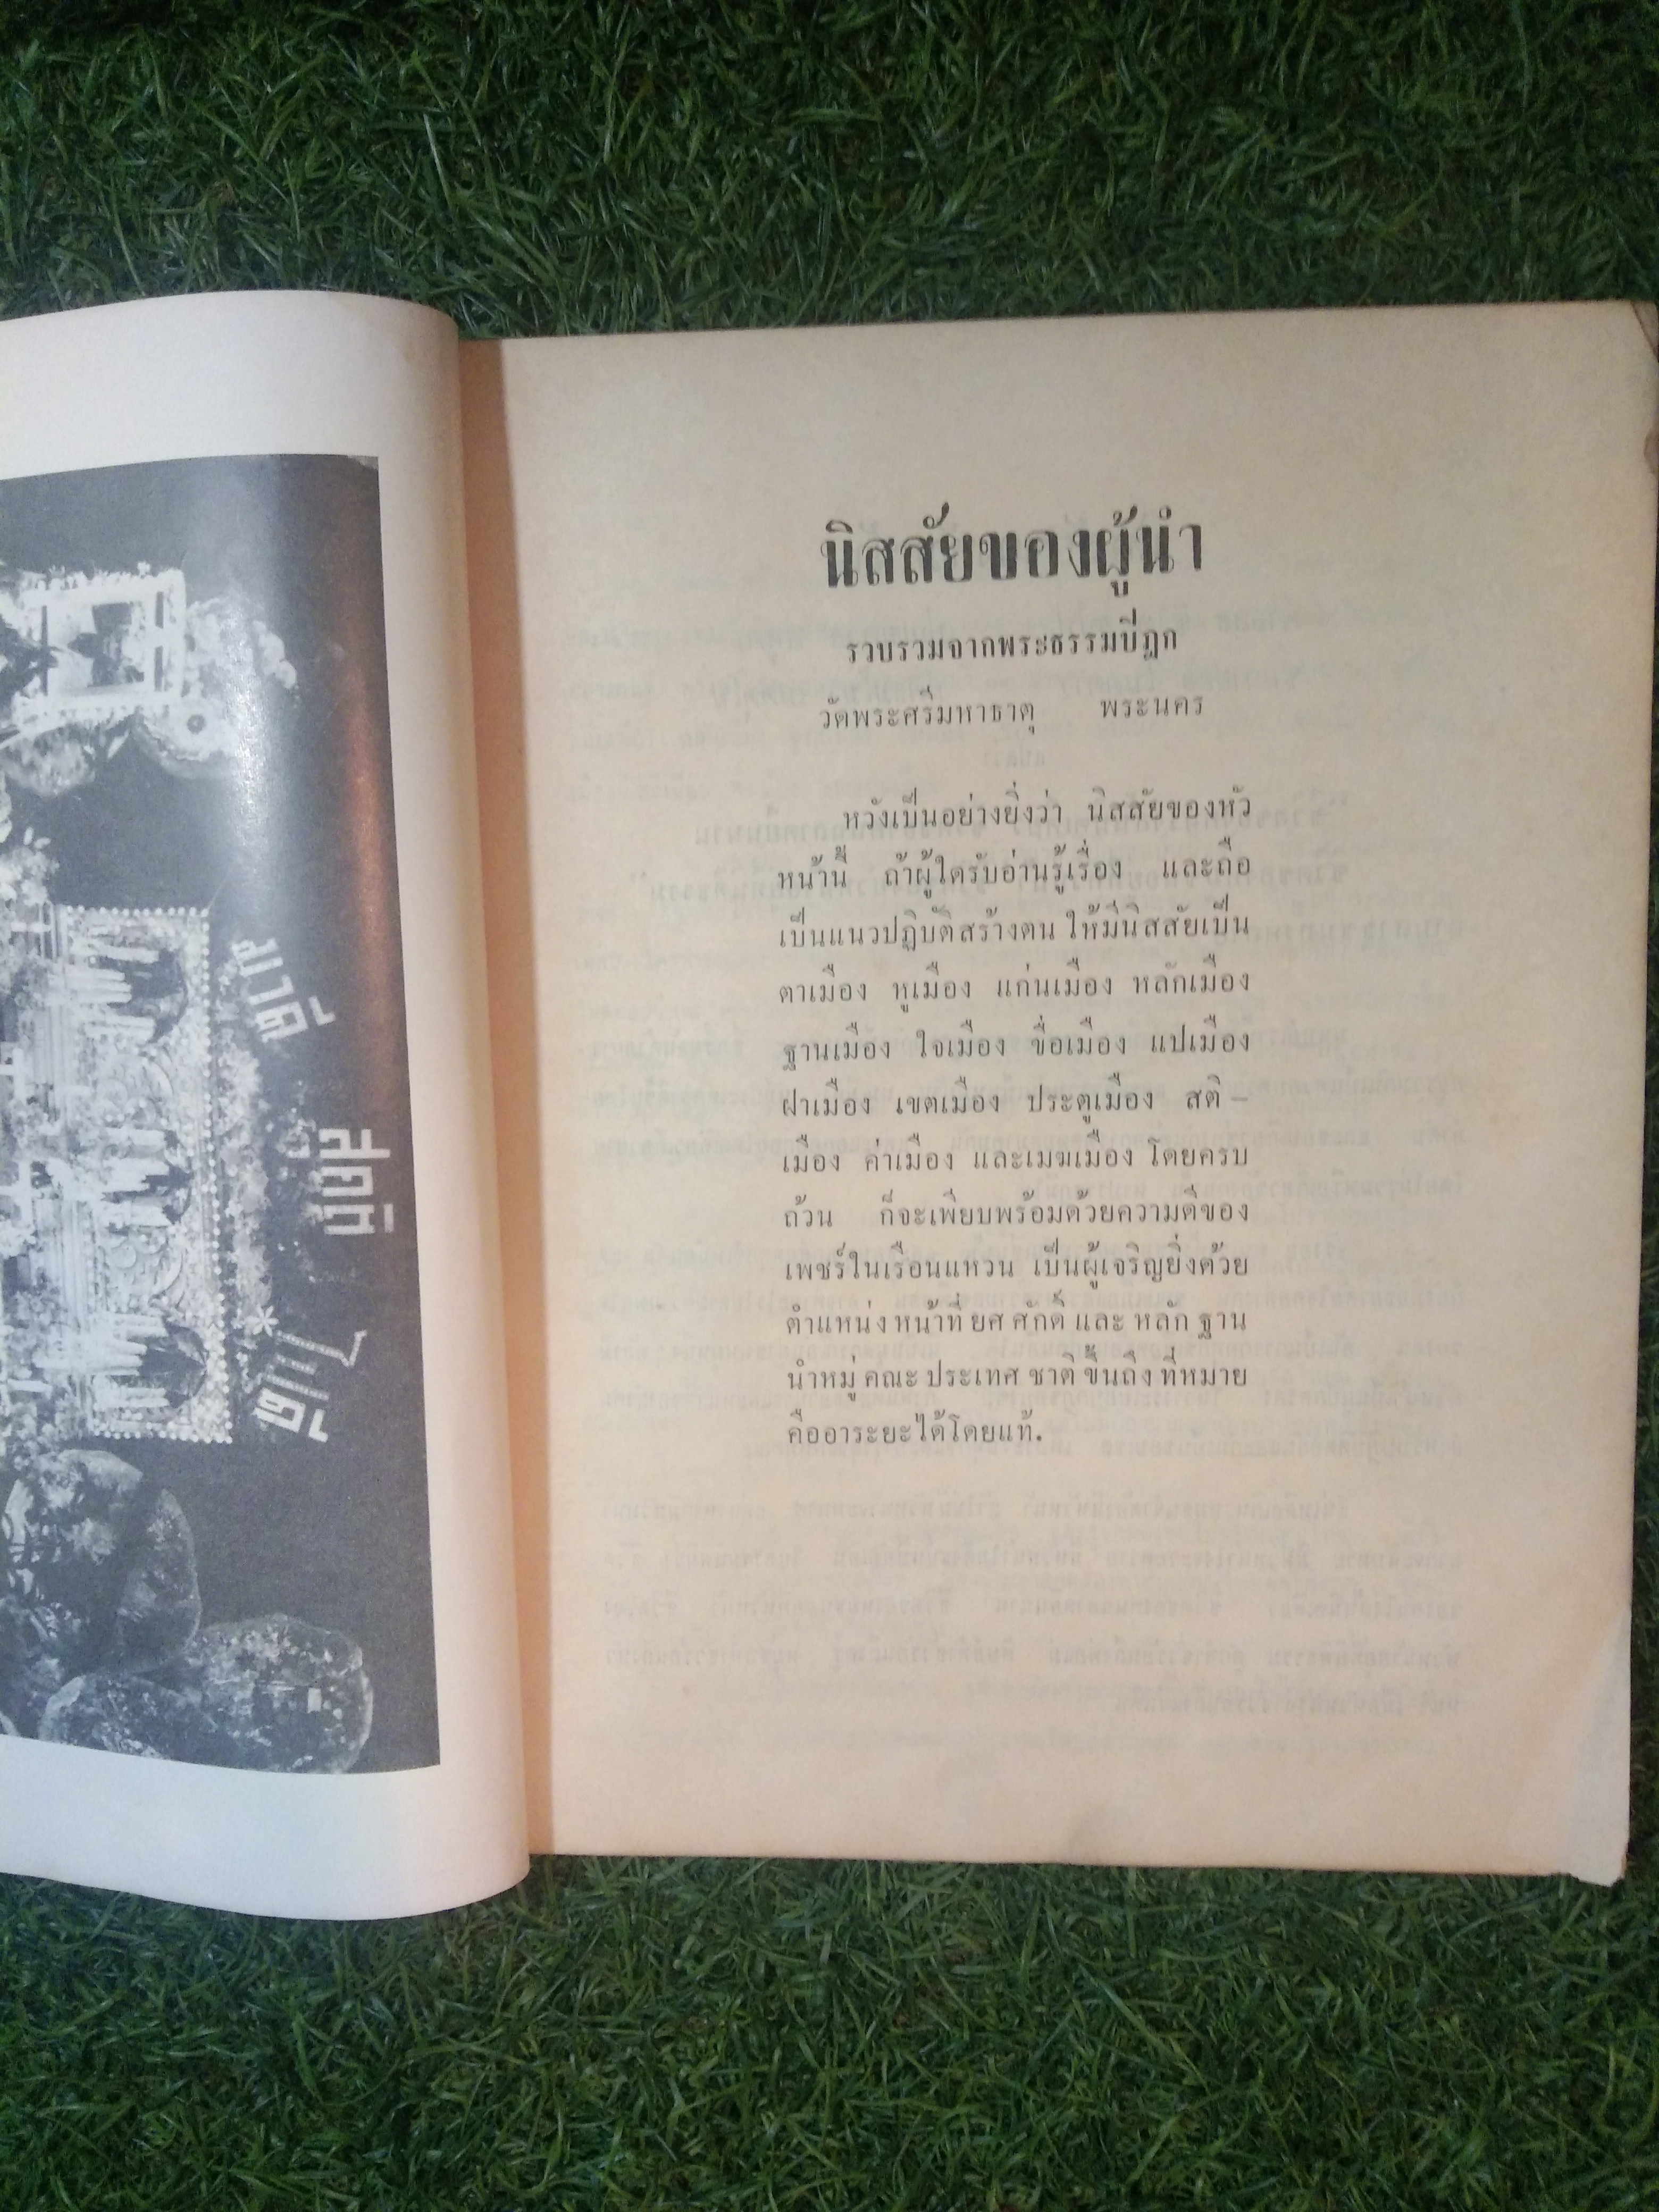 นิสสัยของผู้นำ
รวบรวมจากพระธรรมปิฎก
วัดพระศรีมหาธาตุ พระนคร
หวังเป็นอย่างยิ่งว่า นิสสัยของหัว
หน้านี้ ถ้าผู้ใดรับอ่านรู้เรื่อง และถือ
เป็นแนวปฏิบัติสร้างตน ให้มีนิสสัยเป็น
ตาเมือง หูเมือง แก่นเมือง หลักเมือง
ฐานเมือง ใจเมือง ขื่อเมือง แปเมือง
ฝาเมือง เขตเมือง ประตูเมือง สติ –
เมือง ค่าเมือง และเมฆเมือง โดยครบ
ถ้วน ก็จะเพียบพร้อมด้วยความดีของ
เพชร์ในเรือนแหวน เป็นผู้เจริญยิ่งด้วย
ตำแหน่งหน้าที่ ยศ ศักดิ์ และ หลัก ฐาน
นำหมู่ คณะ ประเทศ ชาติ ขึ้นถึง ที่หมาย
คืออาระยะได้โดยแท้.
สถิติ